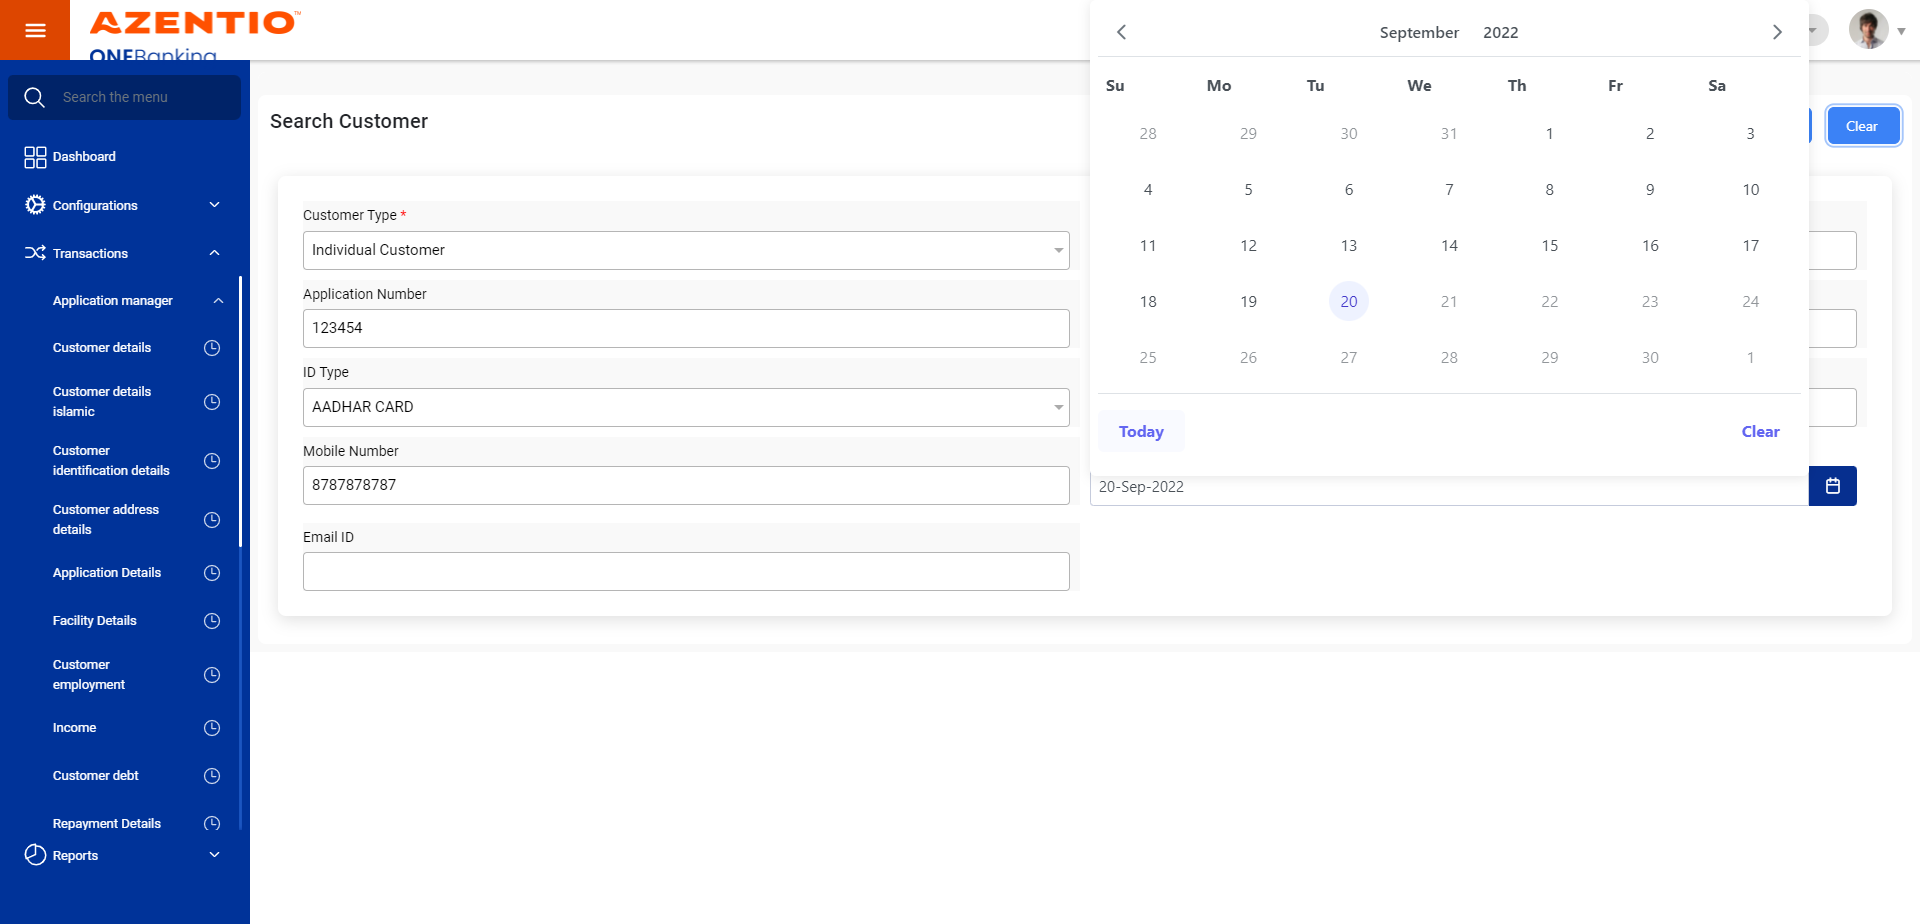 AZENTIO™
ONEBanking
Search the menu
Dashboard
Configurations
Transactions
Application manager
Customer details
Customer details
islamic
Customer
identification details
Customer address
details
Application Details
Facility Details
Customer
employment
Income
Customer debt
Repayment Details
Reports
Search Customer
Clear
Customer Type *
Individual Customer
Application Number
123454
ID Type
AADHAR CARD
Mobile Number
8787878787
Email ID
September 2022
Su Mo Tu We Th Fr Sa
28 29 30 31 1 2 3
4 5 6 7 8 9 10
11 12 13 14 15 16 17
18 19 20 21 22 23 24
25 26 27 28 29 30 1
Today Clear
20-Sep-2022